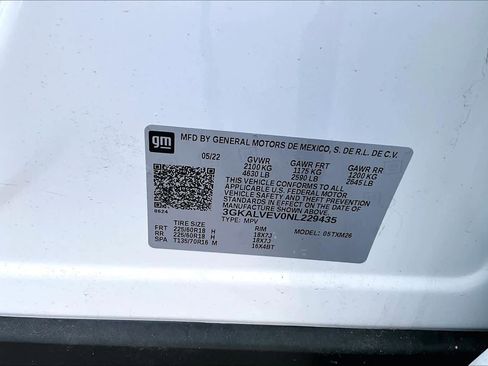 gm
MFD BY GENERAL MOTORS DE MEXICO, S. DE R.L. DE C.V.
05/22 GVWR GAWR FRT GAWR RR
2100 KG 1175 KG 1200 KG
4630 LB 2590 LB 2645 LB
THIS VEHICLE CONFORMS TO ALL APPLICABLE U.S.
FEDERAL MOTOR VEHICLE SAFETY, BUMPER, AND
THEFT PREVENTION STANDARDS IN EFFECT ON THE DATE OF
MANUFACTURE SHOWN ABOVE.
3GKALVEV0NL229435
TYPE: MPV MODEL: 05TXM26
8624
TIRE SIZE RIM
FRT 225/60R18 H 18X7J
RR 225/60R18 H 18X7J
SPA T135/70R16 M 16X4BT